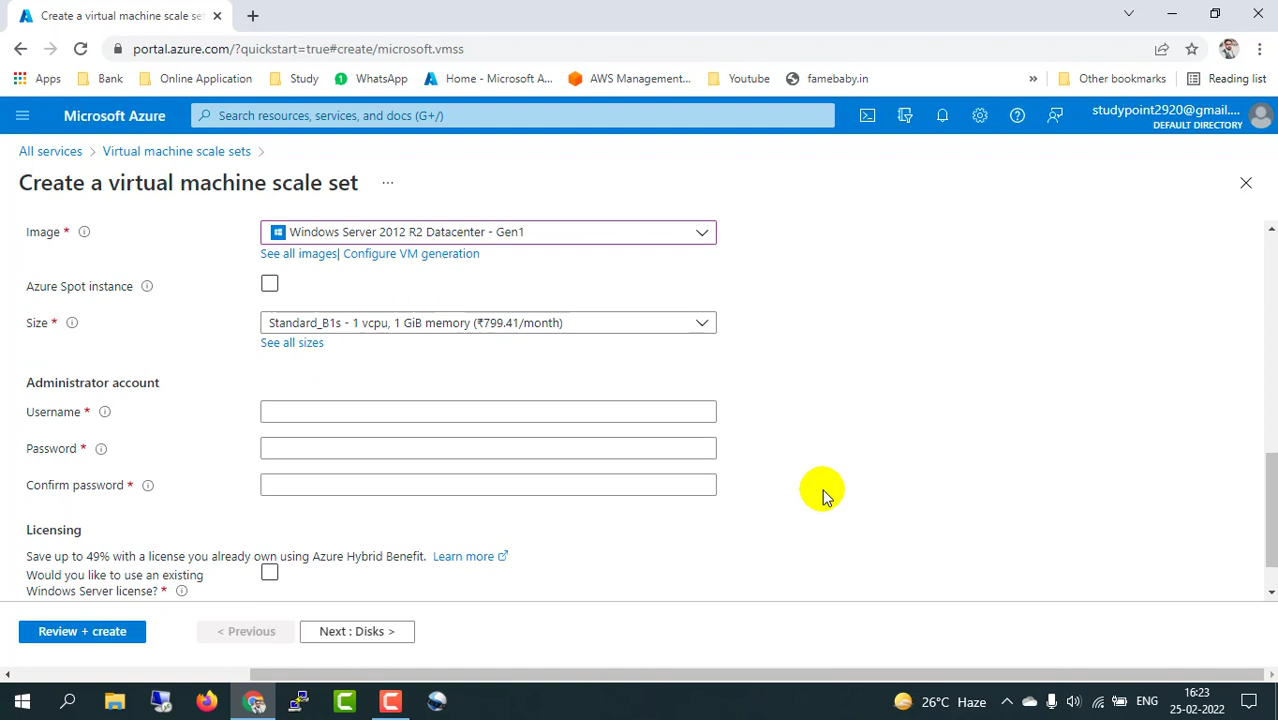 Create a virtual machine scale set
portal.azure.com/?quickstart=true#create/microsoft.vmss
Apps Bank Online Application Study WhatsApp Home - Microsoft A... AWS Management... Youtube famebaby.in » Other bookmarks Reading list
Microsoft Azure Search resources, services, and docs (G+/) studypoint2920@gmail....
DEFAULT DIRECTORY
All services > Virtual machine scale sets >
Create a virtual machine scale set ...
Image * Windows Server 2012 R2 Datacenter - Gen1
See all images| Configure VM generation
Azure Spot instance
Size * Standard_B1s - 1 vcpu, 1 GiB memory (₹799.41/month)
See all sizes
Administrator account
Username *
Password *
Confirm password *
Licensing
Save up to 49% with a license you already own using Azure Hybrid Benefit. Learn more
Would you like to use an existing
Windows Server license? *
Review + create < Previous Next : Disks >
26°C Haze ENG 16:23
25-02-2022